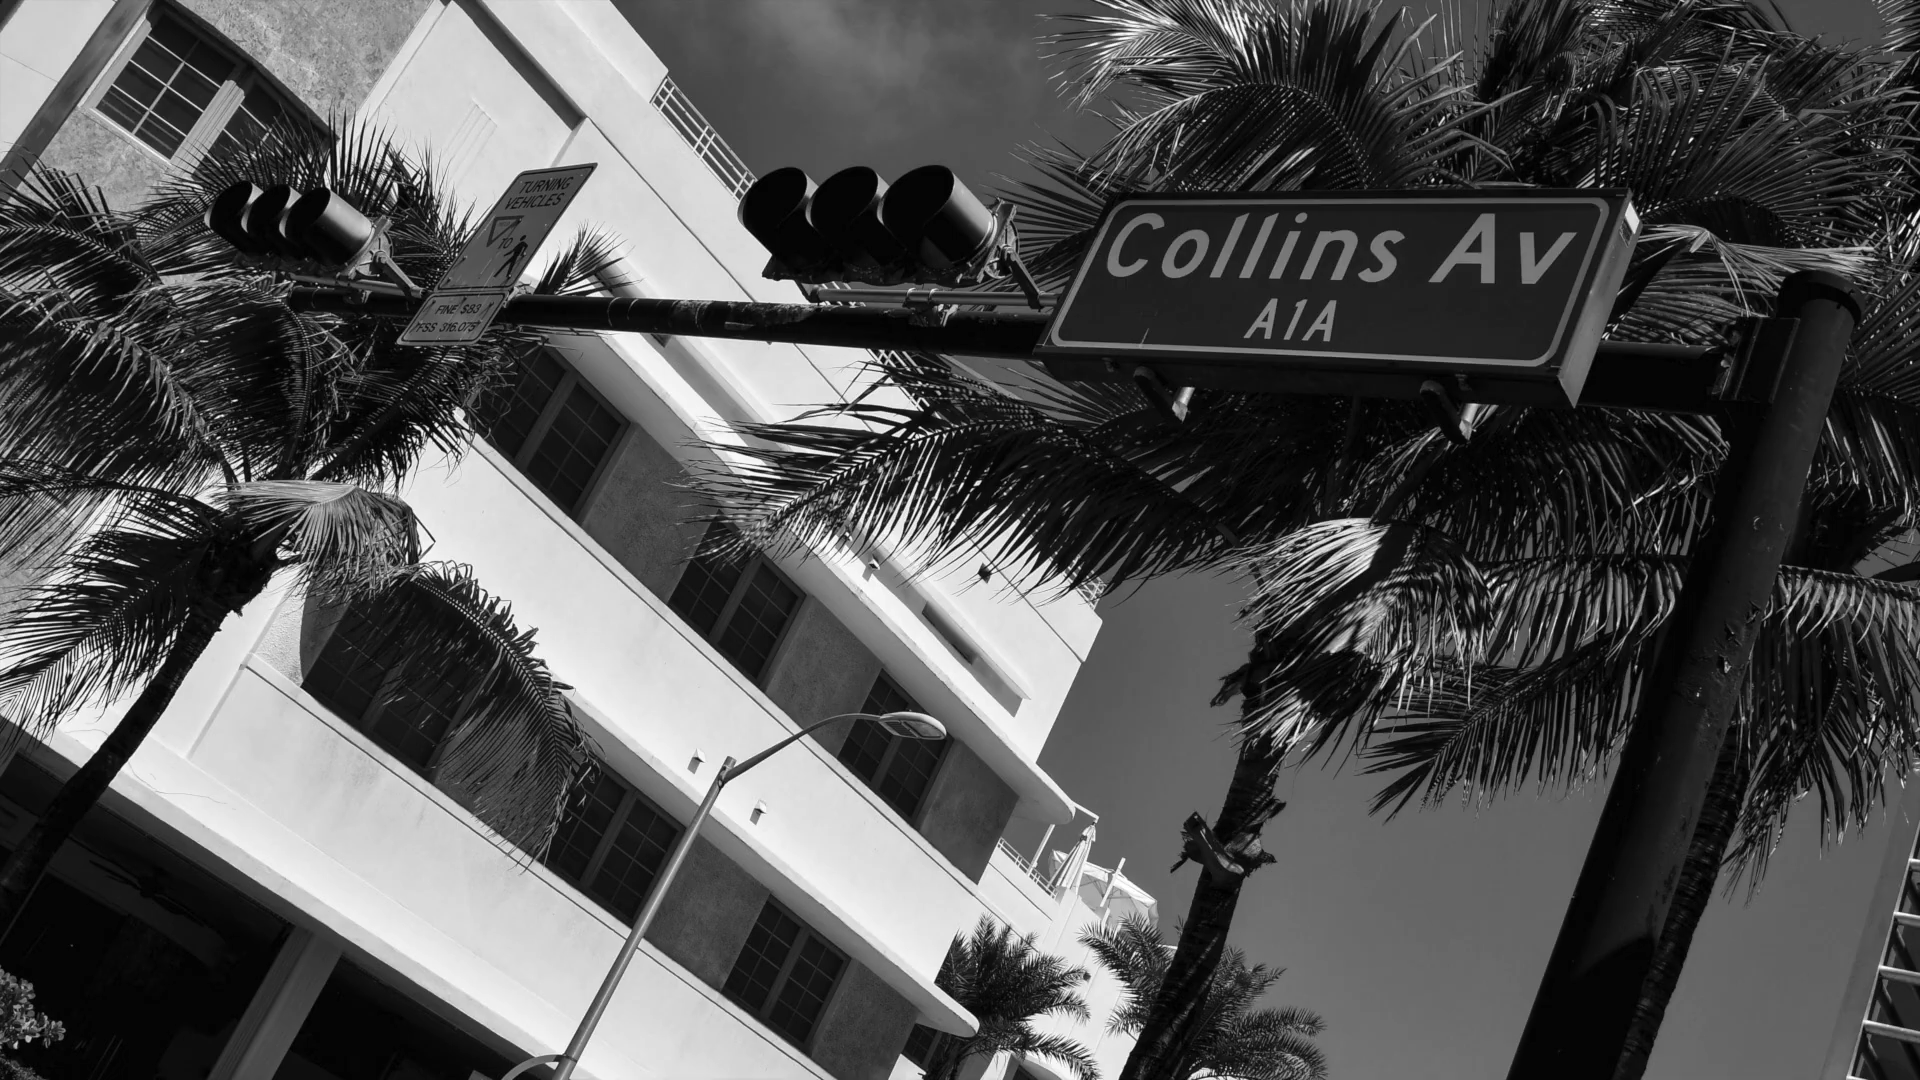 TURNING
VEHICLES
TO
FINE $83
FSS 316.075
Collins Av
A1A